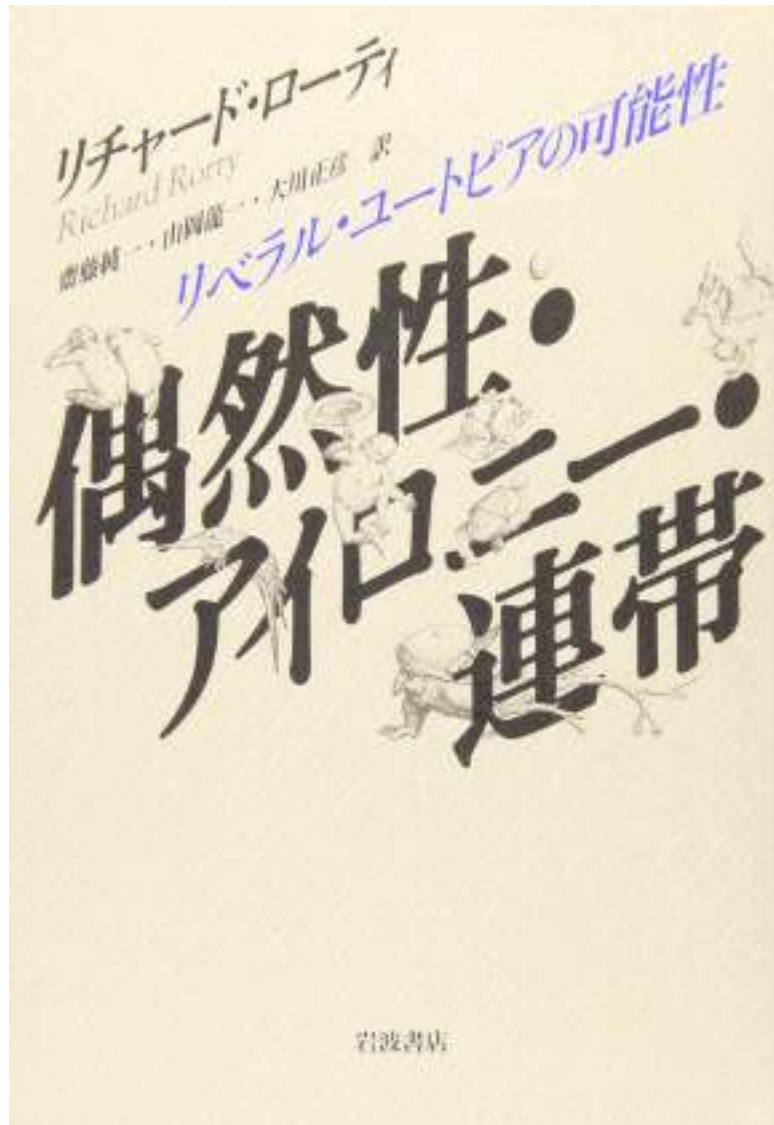 リチャード・ローティ
Richard Rorty
齋藤純一・山岡龍一・大川正彦 訳
リベラル・ユートピアの可能性
偶然性・
アイロニー・
連帯
岩波書店